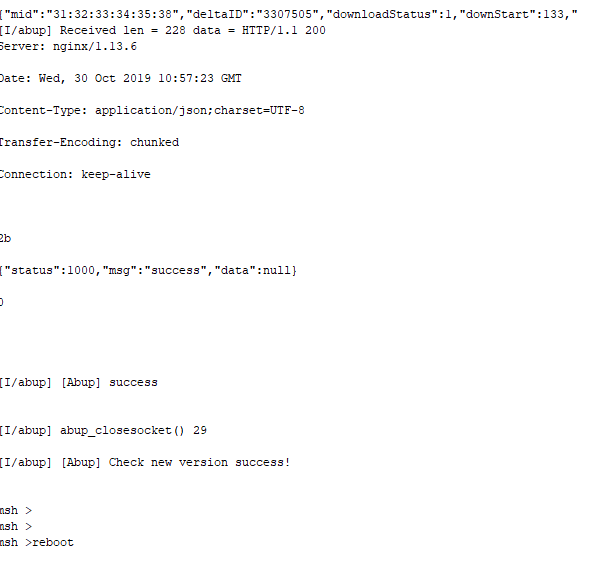 {"mid":"31:32:33:34:35:38","deltaID":"3307505","downloadStatus":1,"downStart":133,"
[I/abup] Received len = 228 data = HTTP/1.1 200
Server: nginx/1.13.6
Date: Wed, 30 Oct 2019 10:57:23 GMT
Content-Type: application/json;charset=UTF-8
Transfer-Encoding: chunked
Connection: keep-alive
2b
{"status":1000,"msg":"success","data":null}
0
[I/abup] [Abup] success
[I/abup] abup_closesocket() 29
[I/abup] [Abup] Check new version success!
msh >
msh >
msh >reboot